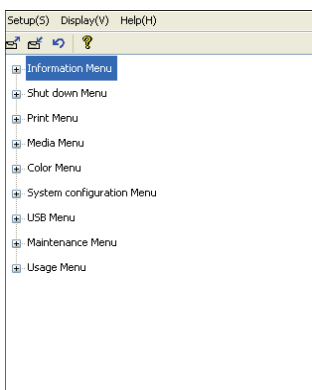 Setup(S) Display(V) Help(H)
Information Menu
Shut down Menu
Print Menu
Media Menu
Color Menu
System configuration Menu
USB Menu
Maintenance Menu
Usage Menu